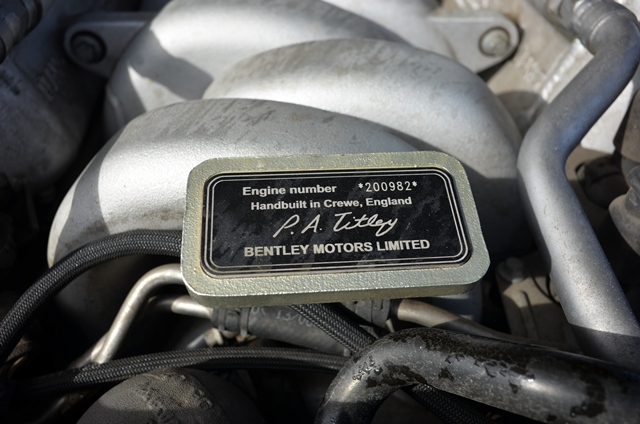 Engine number *200982*
Handbuilt in Crewe, England
P. A. Titley
BENTLEY MOTORS LIMITED